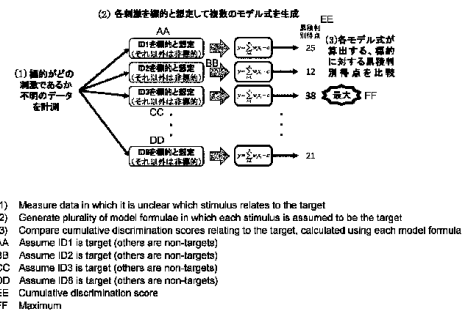 (2) 各刺激を標的と想定して複数のモデル式を生成
EE
累積判
別得点
AA
ID1を標的と想定
(それ以外は非標的)
25
(3)各モデル式が
算出する、標的
に対する累積判
別得点を比較
BB
ID2を標的と想定
(それ以外は非標的)
12
(1) 標的がどの
刺激であるか
不明のデータ
を計測
ID3を標的と想定
(それ以外は非標的)
38
最大
FF
CC
DD
ID8を標的と想定
(それ以外は非標的)
21
1) Measure data in which it is unclear which stimulus relates to the target
2) Generate plurality of model formulae in which each stimulus is assumed to be the target
3) Compare cumulative discrimination scores relating to the target, calculated using each model formula
AA Assume ID1 is target (others are non-targets)
BB Assume ID2 is target (others are non-targets)
CC Assume ID3 is target (others are non-targets)
DD Assume ID8 is target (others are non-targets)
EE Cumulative discrimination score
FF Maximum